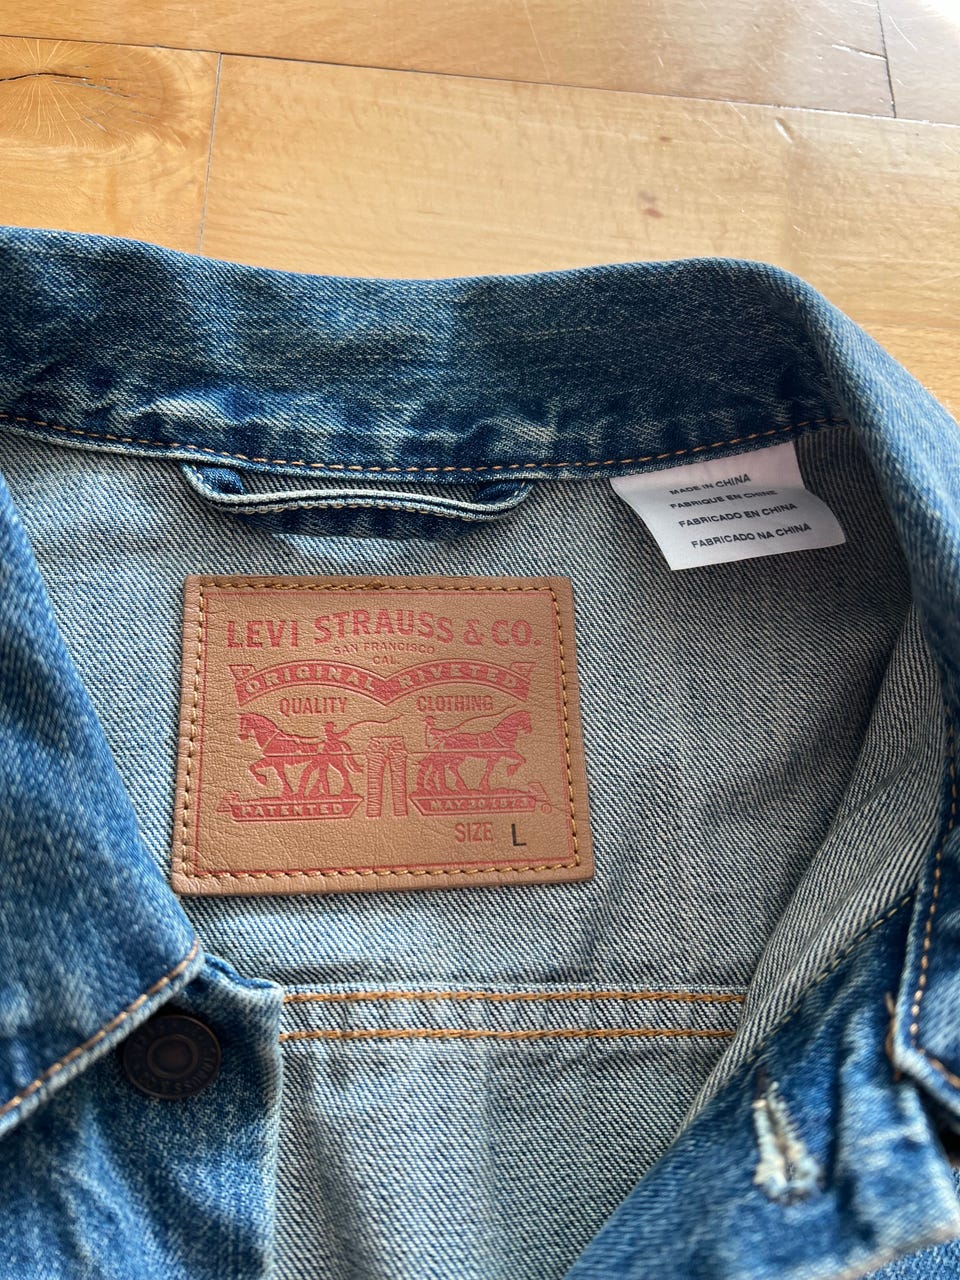 MADE IN CHINA
FABRIQUE EN CHINE
FABRICADO EN CHINA
FABRICADO NA CHINA
LEVI STRAUSS & CO.
SAN FRANCISCO
CAL
ORIGINAL RIVETED
QUALITY CLOTHING
PATENTED MAY 20 1873
SIZE L